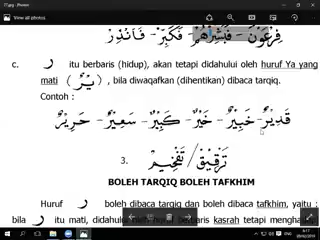 View all photos
فِرْعَوْنَ - فَبَشِّرْهُمْ - فَكَبِّرْ - فَانْذِرْ
c. ر itu berbaris (hidup), akan tetapi didahului oleh huruf Ya yang
mati ( يْرٌ ), bila diwaqafkan (dihentikan) dibaca tarqiq.
Contoh :
قَدِيْرٌ - خَبِيْرٌ - خَيْرٌ - كَبِيْرٌ - سَعِيْرٌ - حَرِيْرٌ
3. تَرْقِيْق / تَفْخِيْم
BOLEH TARQIQ BOLEH TAFKHIM
Huruf ر boleh dibaca tarqiq dan boleh dibaca tafkhim, yaitu :
bila ر itu mati, didahului oleh huruf berbaris kasrah tetapi